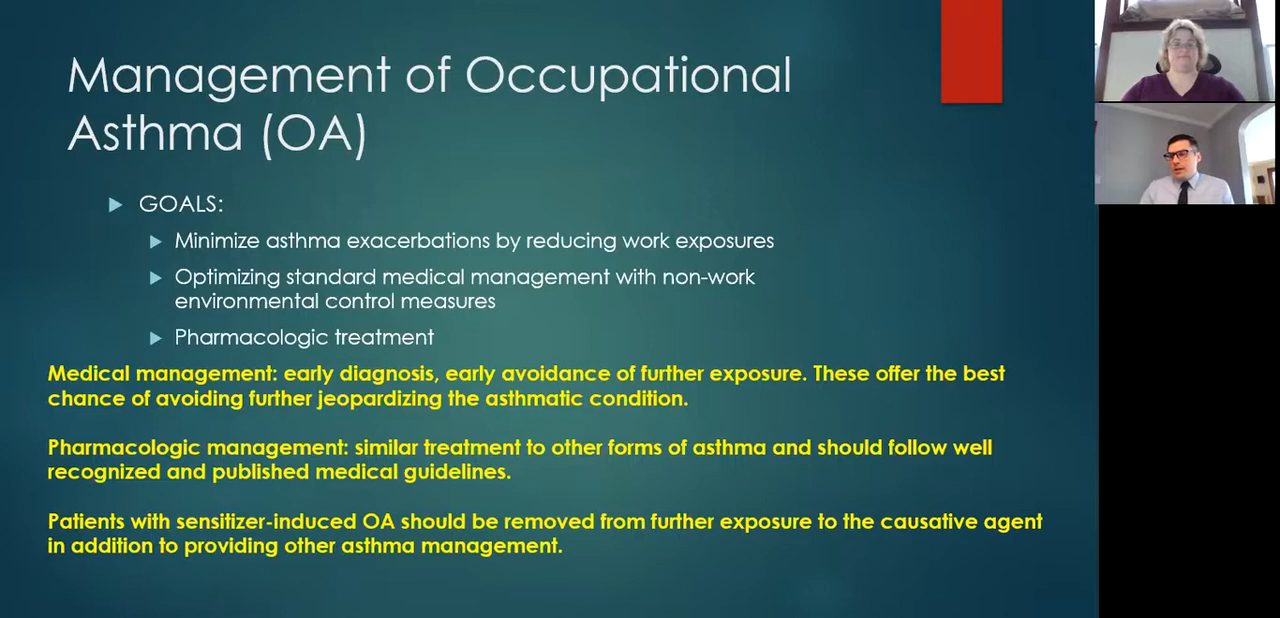 Management of Occupational
Asthma (OA)
GOALS:
Minimize asthma exacerbations by reducing work exposures
Optimizing standard medical management with non-work
environmental control measures
Pharmacologic treatment
Medical management: early diagnosis, early avoidance of further exposure. These offer the best
chance of avoiding further jeopardizing the asthmatic condition.
Pharmacologic management: similar treatment to other forms of asthma and should follow well
recognized and published medical guidelines.
Patients with sensitizer-induced OA should be removed from further exposure to the causative agent
in addition to providing other asthma management.